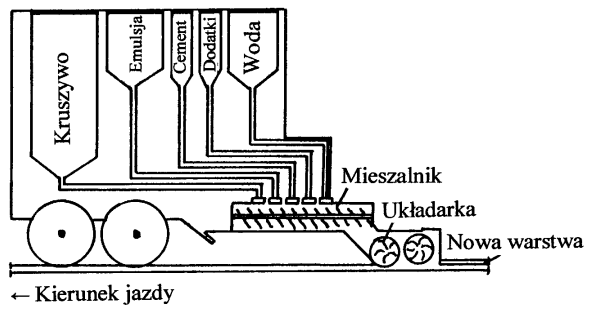 Kruszywo
Emulsja
Cement
Dodatki
Woda
Mieszalnik
Układarka
Nowa warstwa
← Kierunek jazdy